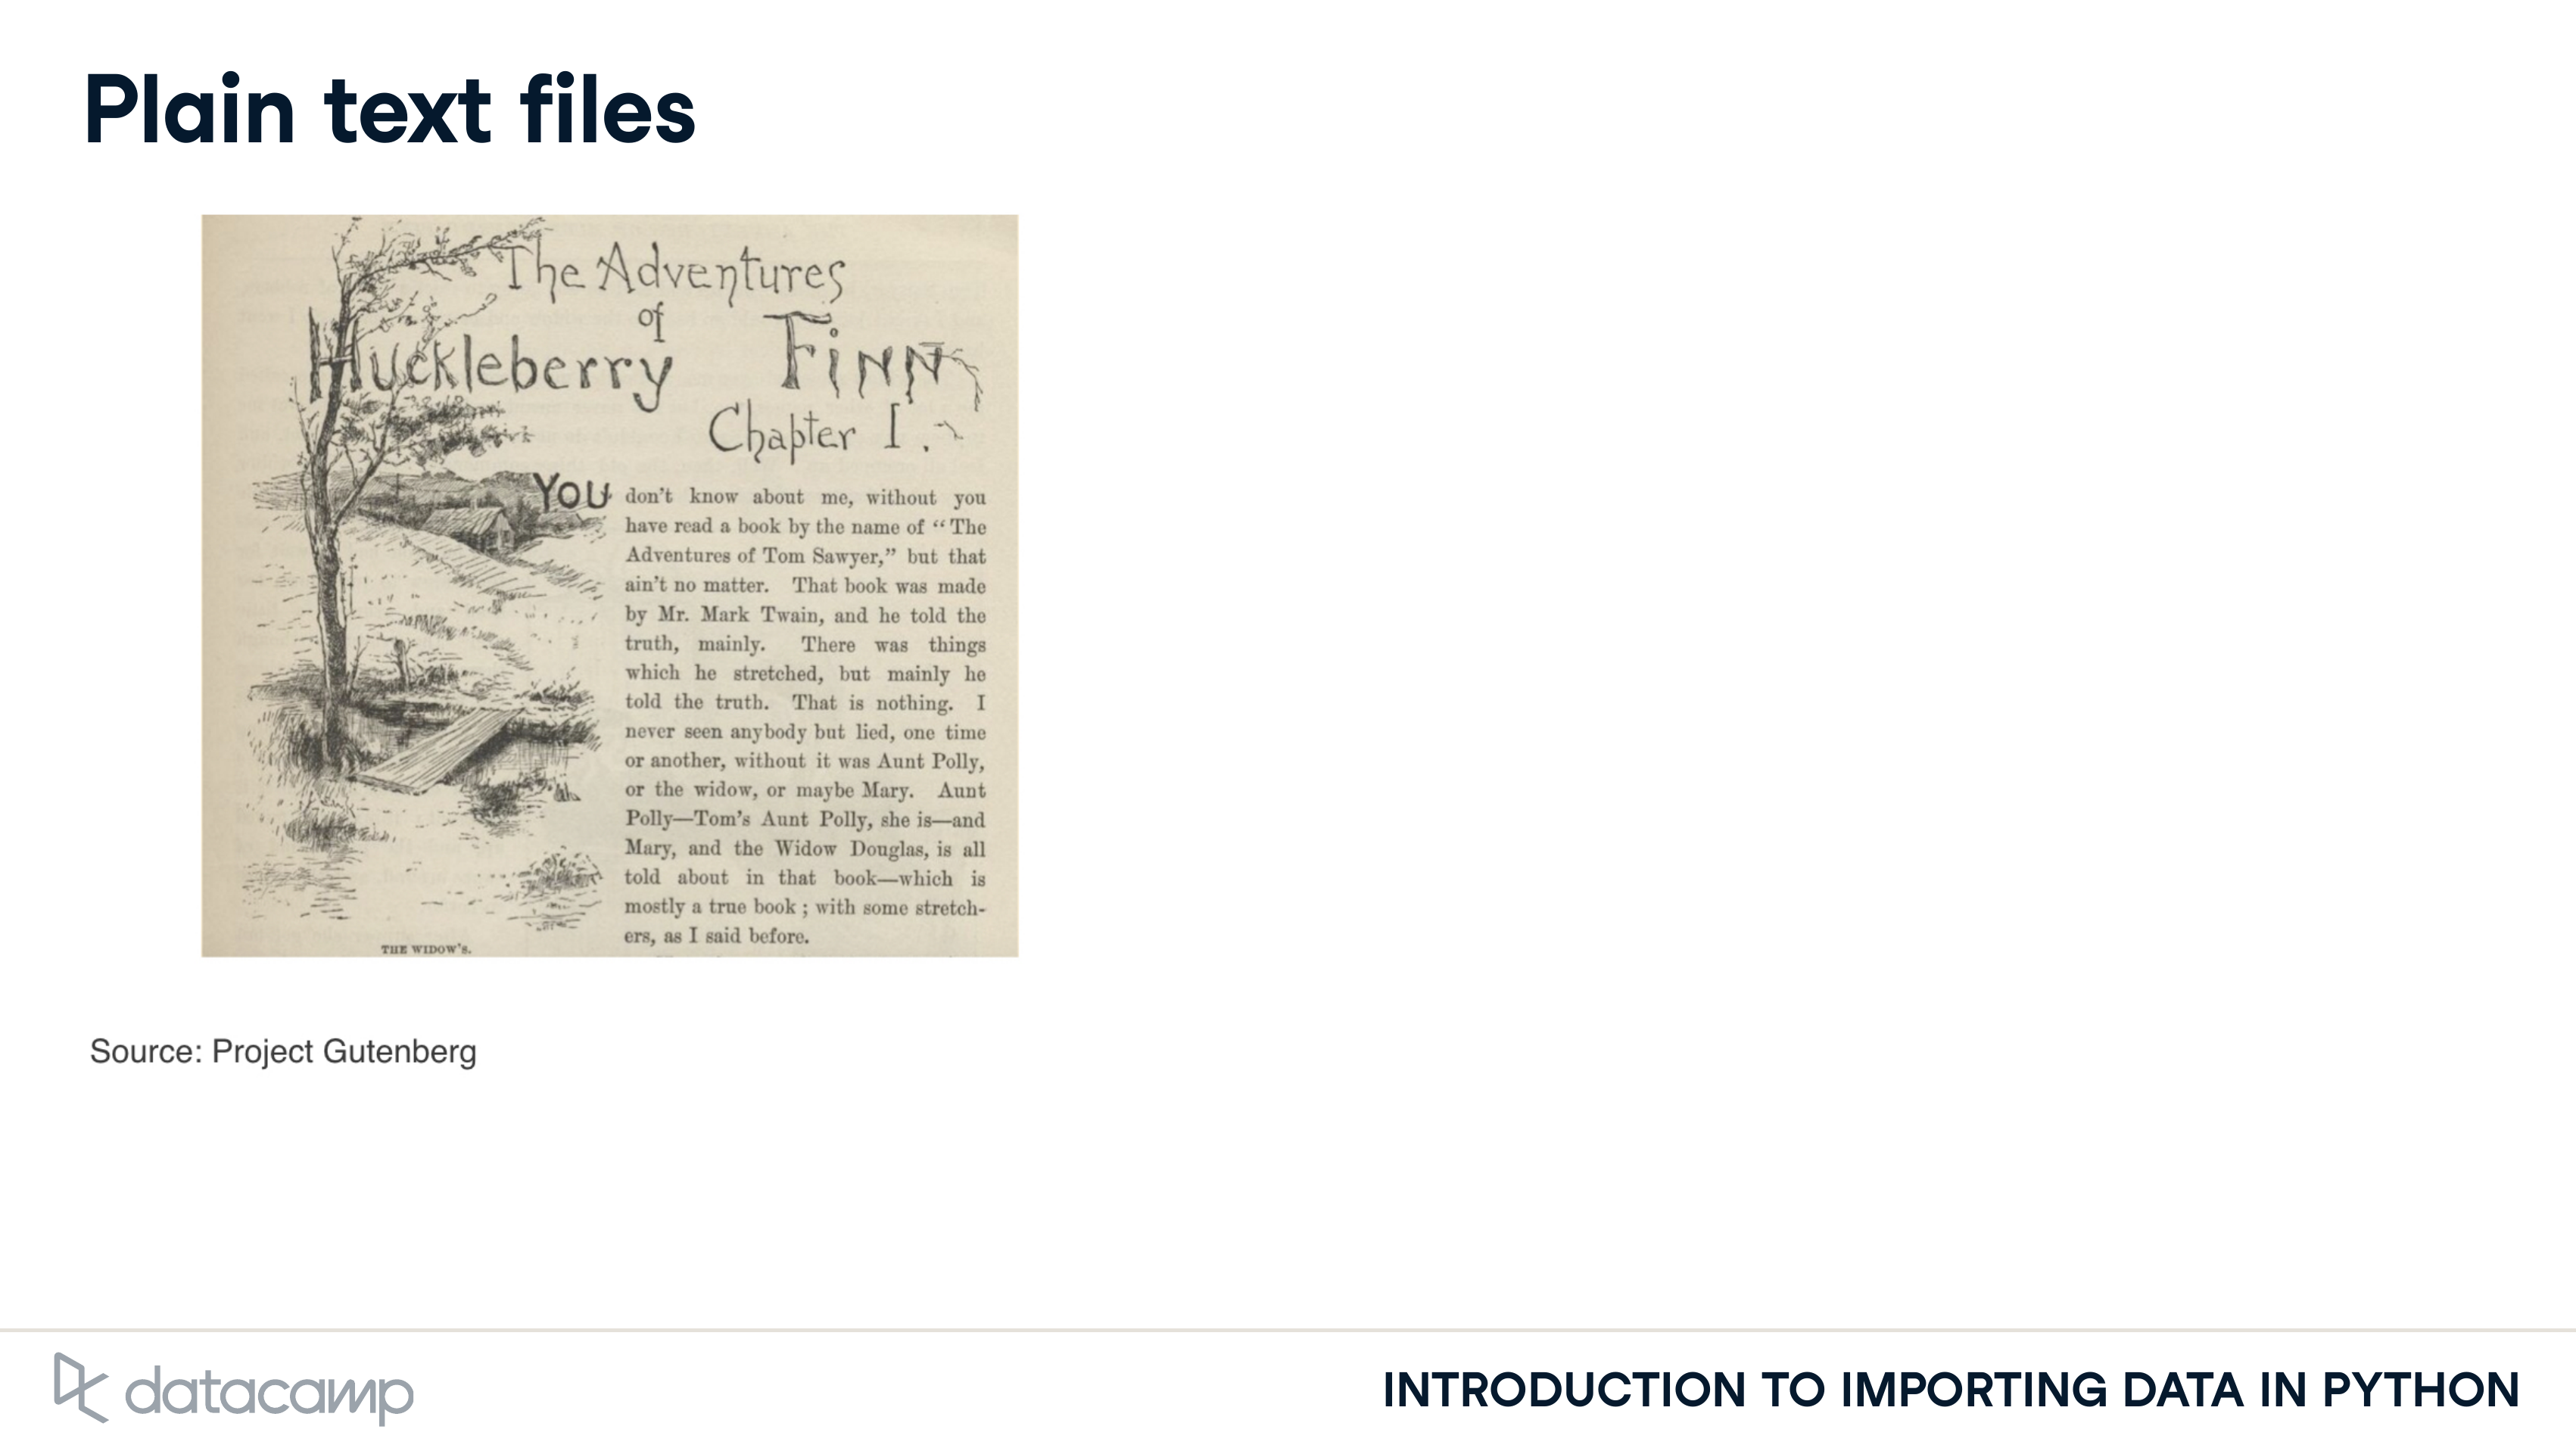 Plain text files
The Adventures
of
Huckleberry Finn
Chapter I.
YOU don't know about me, without you
have read a book by the name of “The
Adventures of Tom Sawyer,” but that
ain't no matter. That book was made
by Mr. Mark Twain, and he told the
truth, mainly. There was things
which he stretched, but mainly he
told the truth. That is nothing. I
never seen anybody but lied, one time
or another, without it was Aunt Polly,
or the widow, or maybe Mary. Aunt
Polly—Tom's Aunt Polly, she is—and
Mary, and the Widow Douglas, is all
told about in that book—which is
mostly a true book ; with some stretch-
ers, as I said before.
THE WIDOW'S.
Source: Project Gutenberg
datacamp
INTRODUCTION TO IMPORTING DATA IN PYTHON